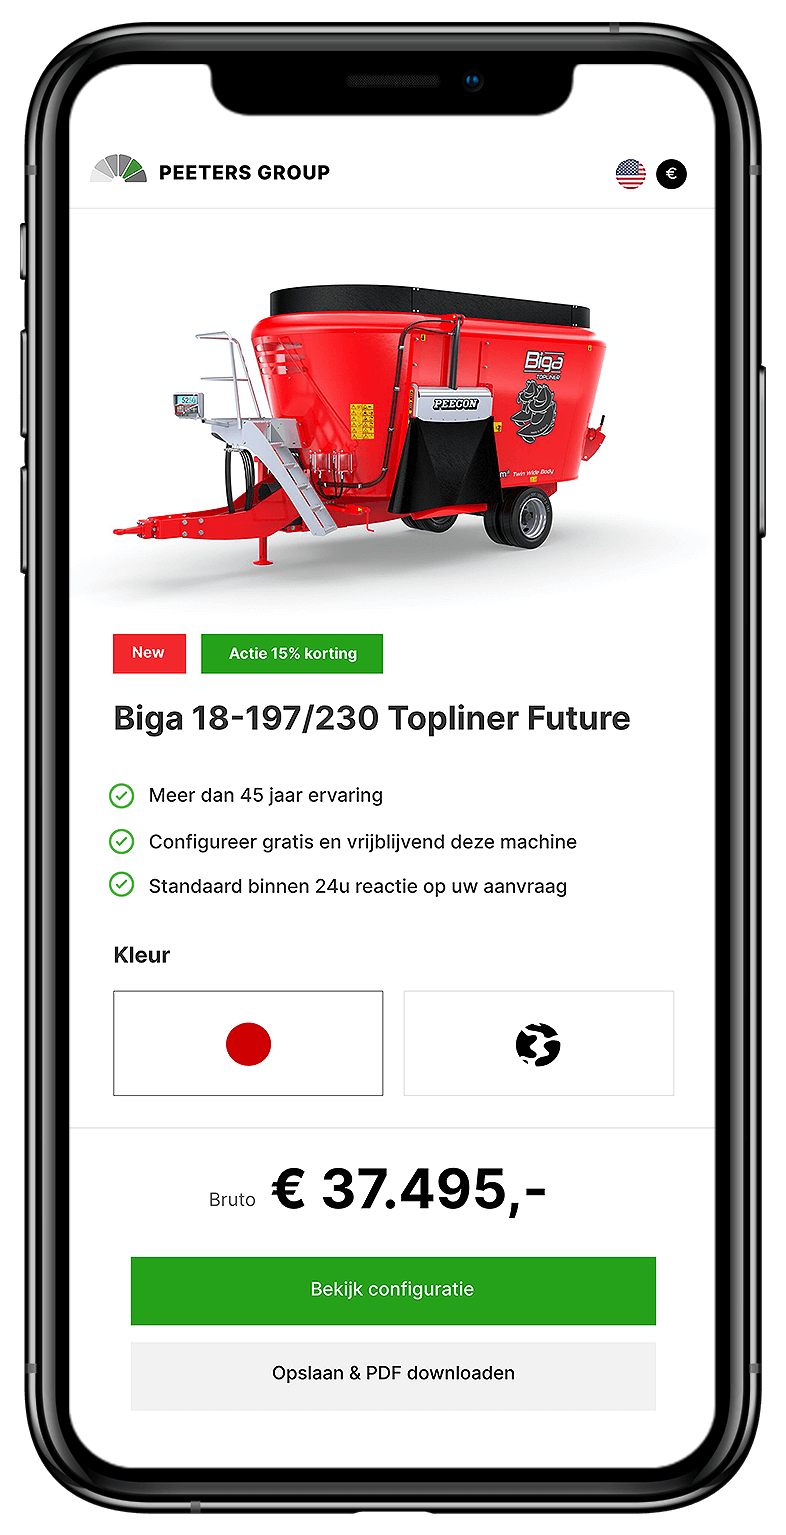 PEETERS GROUP
€
Biga
TOPLINER
PEECON
m³ Twin Wide Body
New
Actie 15% korting
Biga 18-197/230 Topliner Future
Meer dan 45 jaar ervaring
Configureer gratis en vrijblijvend deze machine
Standaard binnen 24u reactie op uw aanvraag
Kleur
Bruto € 37.495,-
Bekijk configuratie
Opslaan & PDF downloaden